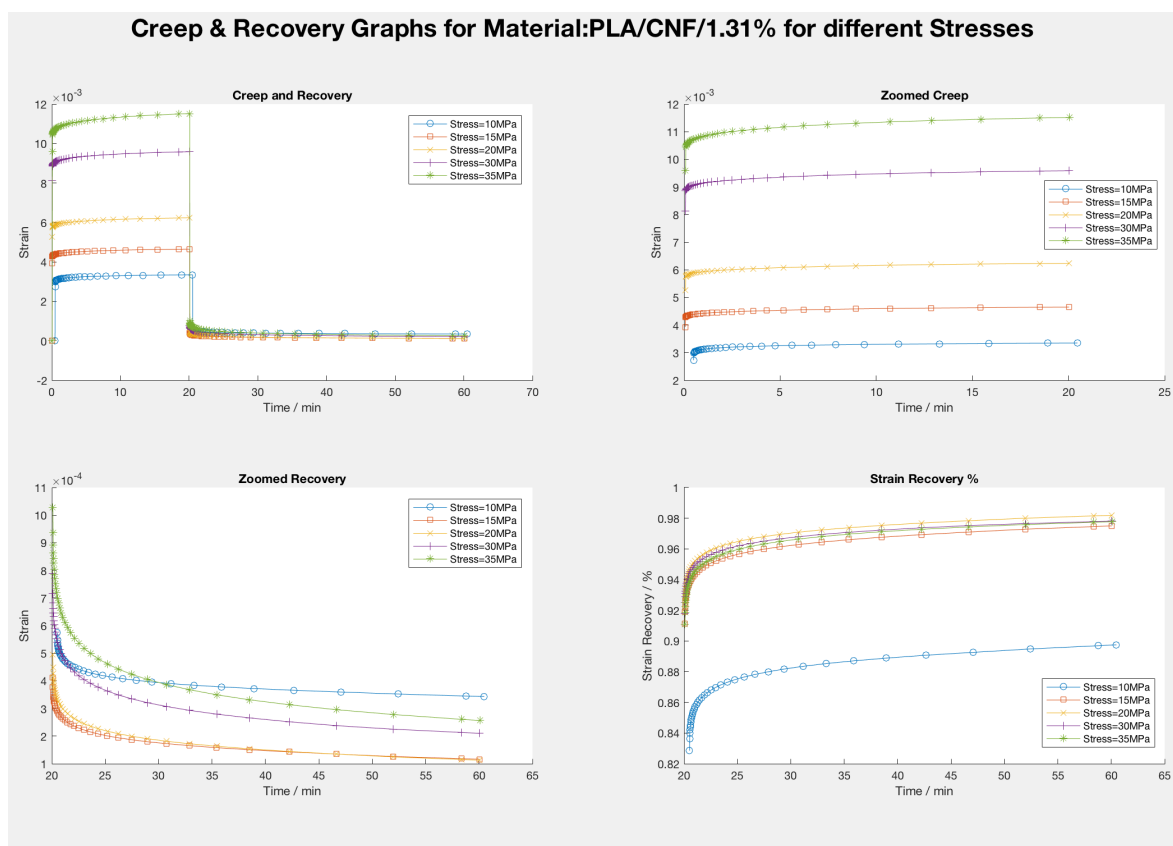 Creep & Recovery Graphs for Material:PLA/CNF/1.31% for different Stresses
Creep and Recovery
×10⁻³
12
10
8
6
4
2
0
-2
Strain
0 10 20 30 40 50 60 70
Time / min
Stress=10MPa
Stress=15MPa
Stress=20MPa
Stress=30MPa
Stress=35MPa
Zoomed Creep
×10⁻³
12
11
10
9
8
7
6
5
4
3
2
Strain
0 5 10 15 20 25
Time / min
Stress=10MPa
Stress=15MPa
Stress=20MPa
Stress=30MPa
Stress=35MPa
Zoomed Recovery
×10⁻⁴
11
10
9
8
7
6
5
4
3
2
1
Strain
20 25 30 35 40 45 50 55 60 65
Time / min
Stress=10MPa
Stress=15MPa
Stress=20MPa
Stress=30MPa
Stress=35MPa
Strain Recovery %
1
0.98
0.96
0.94
0.92
0.9
0.88
0.86
0.84
0.82
Strain Recovery / %
20 25 30 35 40 45 50 55 60 65
Time / min
Stress=10MPa
Stress=15MPa
Stress=20MPa
Stress=30MPa
Stress=35MPa